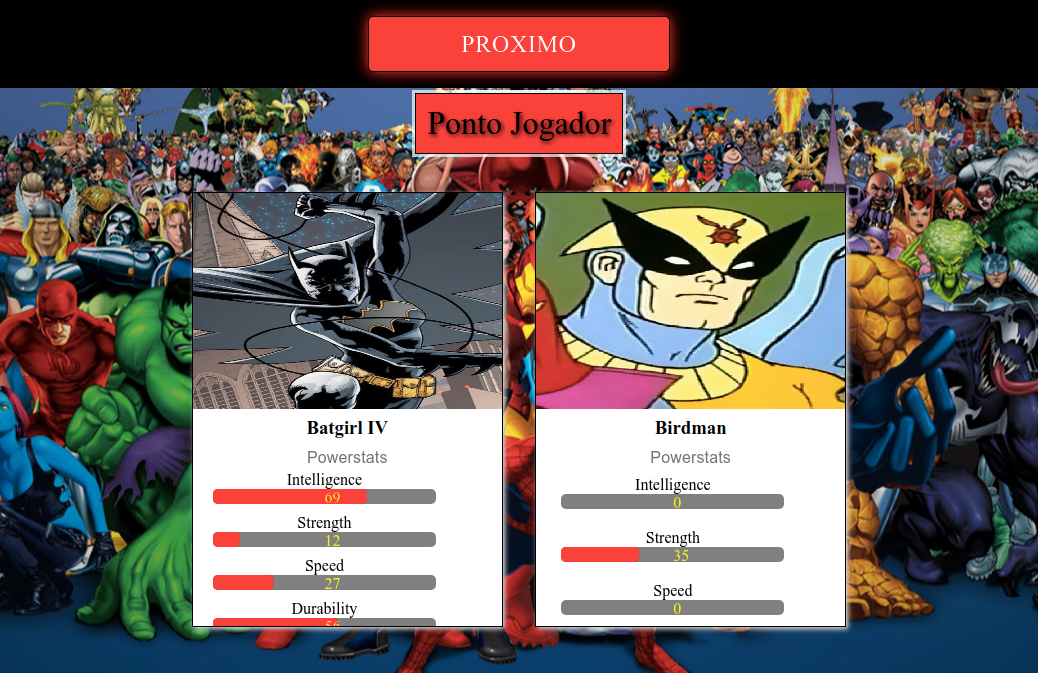 PROXIMO
Ponto Jogador
Batgirl IV
Powerstats
Intelligence
69
Strength
12
Speed
27
Durability
56
Birdman
Powerstats
Intelligence
0
Strength
35
Speed
0